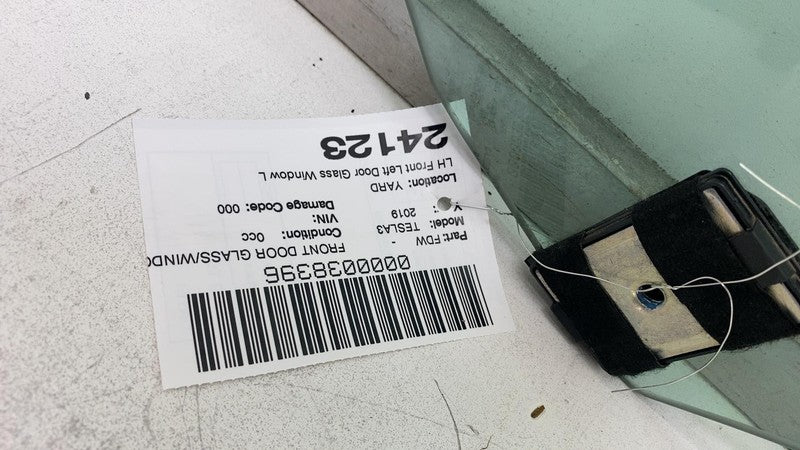 0000038396
Part: FDW - FRONT DOOR GLASS/WINDO
Model: TESLA3 Condition: 0cc
2019 VIN:
Location: YARD Damage Code: 000
LH Front Left Door Glass Window L
24123